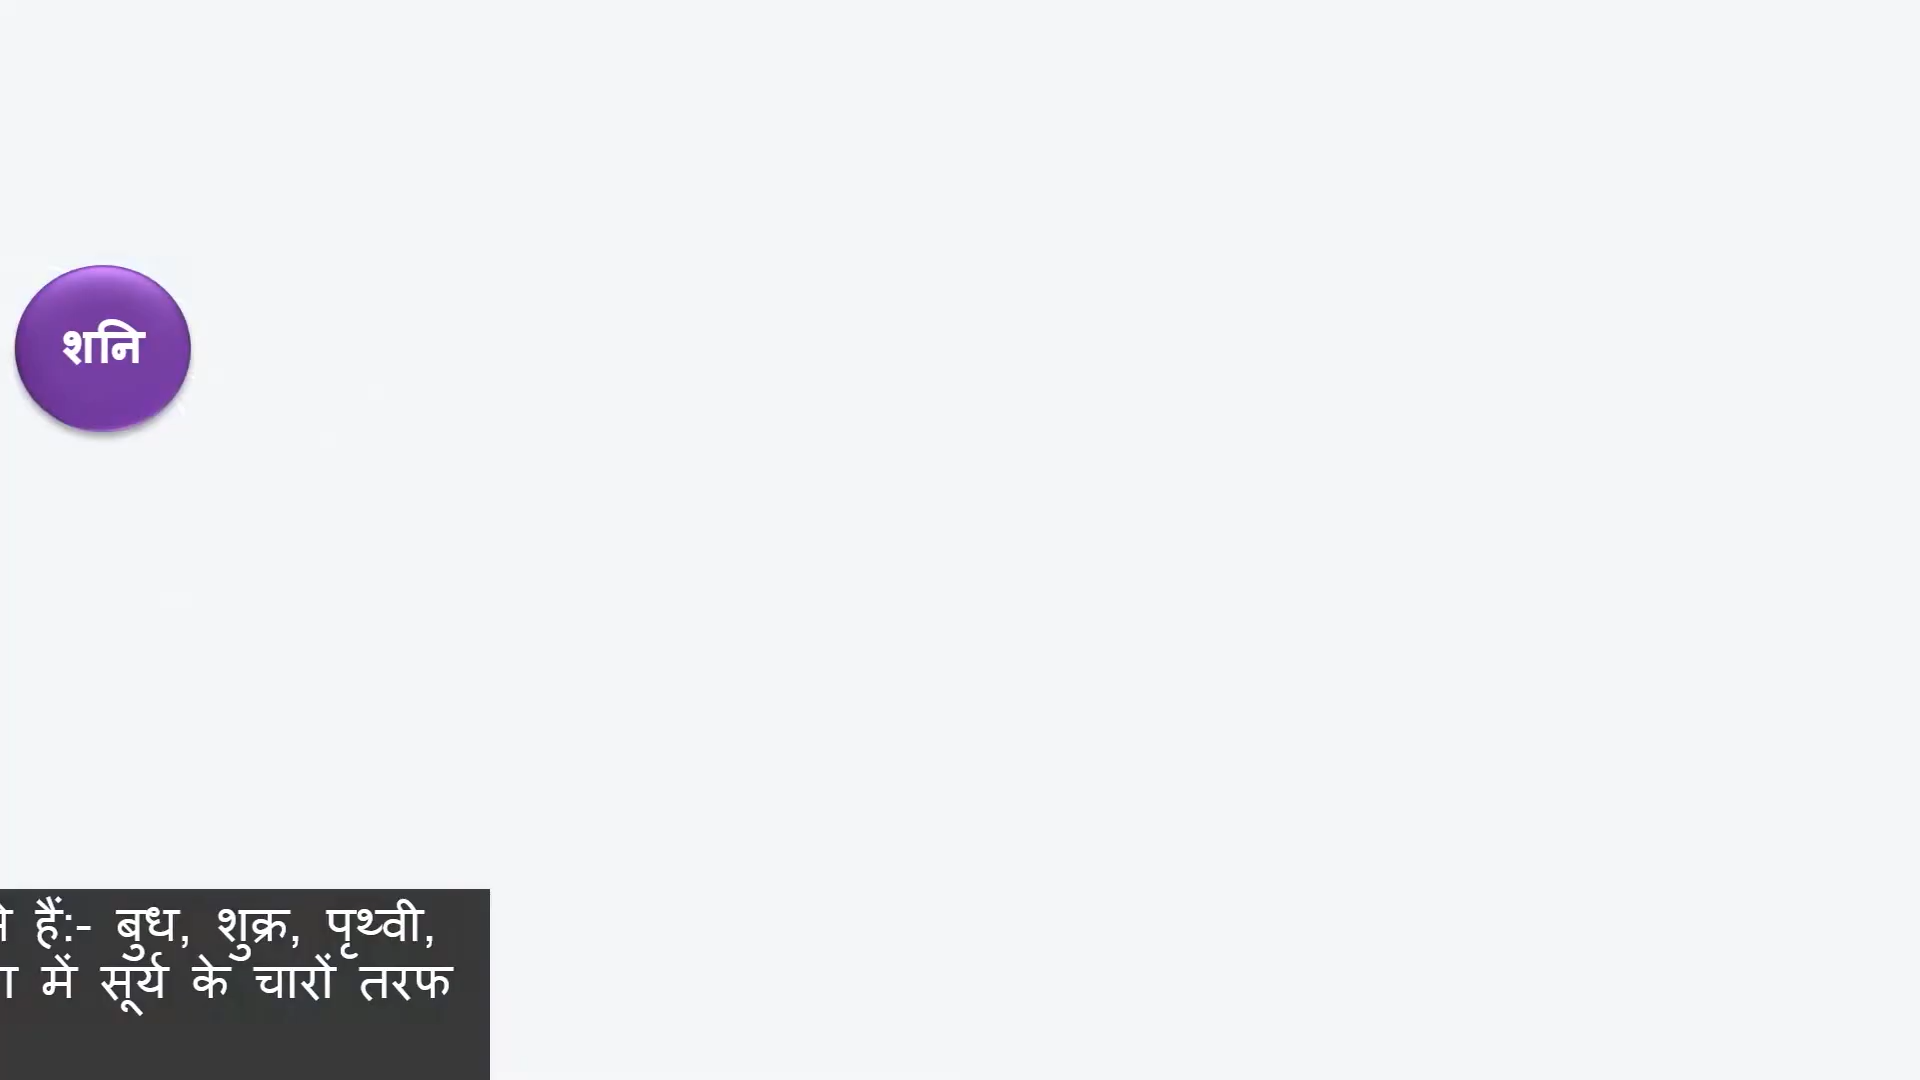 शनि
हैं:- बुध, शुक्र, पृथ्वी,
में सूर्य के चारों तरफ